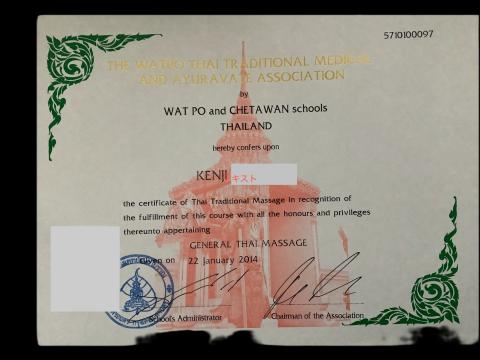 5710100097
THE WATPO THAI TRADITIONAL MEDICAL
AND AYURAVATE ASSOCIATION
by
WAT PO and CHETAWAN schools
THAILAND
hereby confers upon
KENJI キスト
the certificate of Thai Traditional Massage in recognition of
the fulfillment of this course with all the honours and privileges
thereunto appertaining
GENERAL THAI MASSAGE
Given on 22 January 2014
School's Administrator
Chairman of the Association